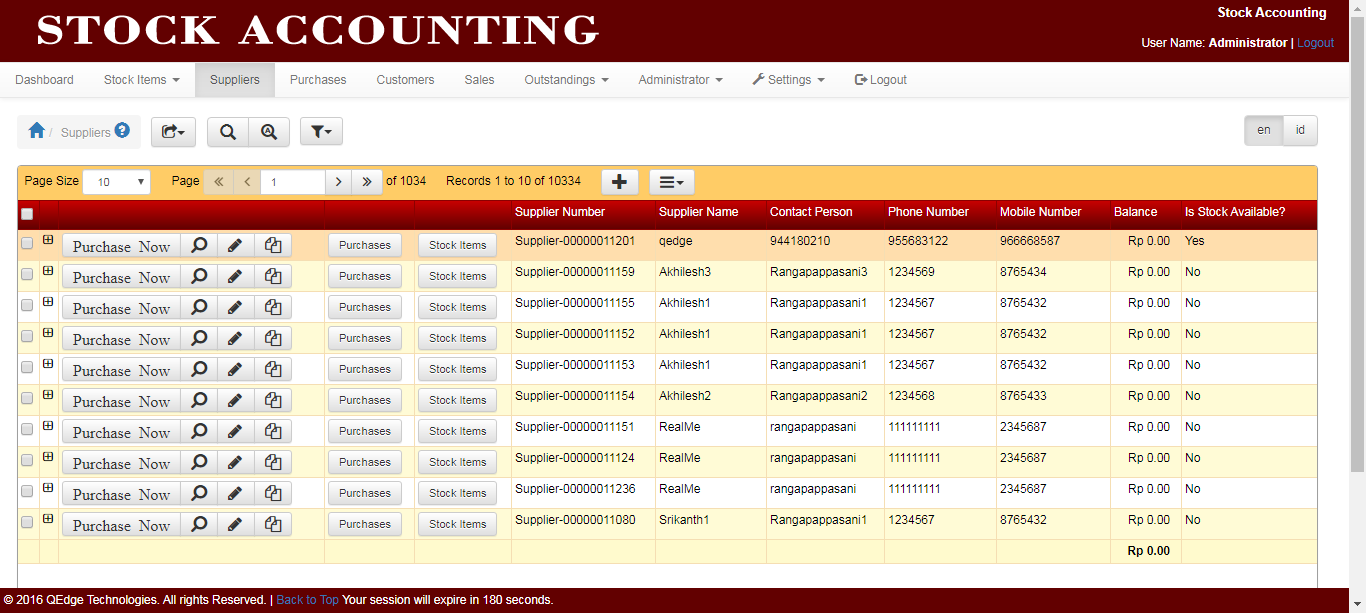 STOCK ACCOUNTING
Stock Accounting
User Name: Administrator | Logout
Dashboard Stock Items Suppliers Purchases Customers Sales Outstandings Administrator Settings Logout
/ Suppliers ? A en id
Page Size 10 Page « < 1 > » of 1034 Records 1 to 10 of 10334
Supplier Number Supplier Name Contact Person Phone Number Mobile Number Balance Is Stock Available?
Purchase Now Purchases Stock Items Supplier-00000011201 qedge 944180210 955683122 966668587 Rp 0.00 Yes
Purchase Now Purchases Stock Items Supplier-00000011159 Akhilesh3 Rangapappasani3 1234569 8765434 Rp 0.00 No
Purchase Now Purchases Stock Items Supplier-00000011155 Akhilesh1 Rangapappasani1 1234567 8765432 Rp 0.00 No
Purchase Now Purchases Stock Items Supplier-00000011152 Akhilesh1 Rangapappasani1 1234567 8765432 Rp 0.00 No
Purchase Now Purchases Stock Items Supplier-00000011153 Akhilesh1 Rangapappasani1 1234567 8765432 Rp 0.00 No
Purchase Now Purchases Stock Items Supplier-00000011154 Akhilesh2 Rangapappasani2 1234568 8765433 Rp 0.00 No
Purchase Now Purchases Stock Items Supplier-00000011151 RealMe rangapappasani 111111111 2345687 Rp 0.00 No
Purchase Now Purchases Stock Items Supplier-00000011124 RealMe rangapappasani 111111111 2345687 Rp 0.00 No
Purchase Now Purchases Stock Items Supplier-00000011236 RealMe rangapappasani 111111111 2345687 Rp 0.00 No
Purchase Now Purchases Stock Items Supplier-00000011080 Srikanth1 Rangapappasani1 1234567 8765432 Rp 0.00 No
Rp 0.00
© 2016 QEdge Technologies. All rights Reserved. | Back to Top Your session will expire in 180 seconds.